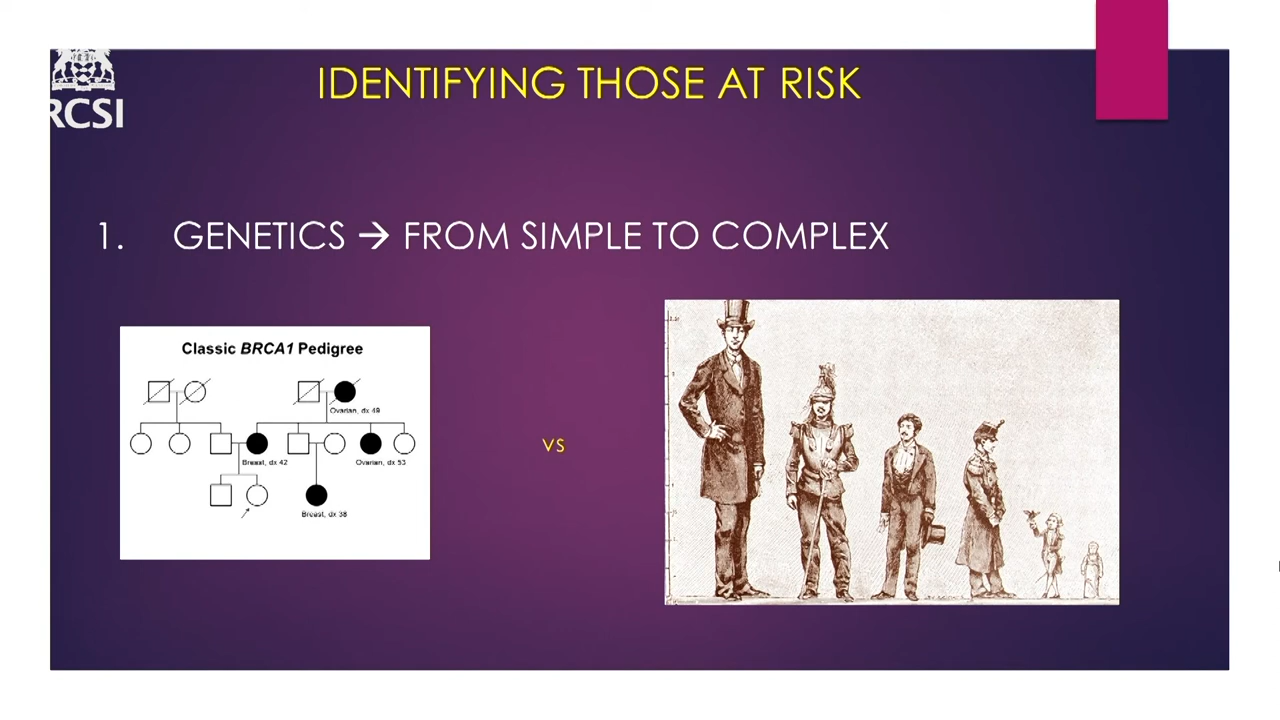 RCSI
IDENTIFYING THOSE AT RISK
1. GENETICS → FROM SIMPLE TO COMPLEX
Classic BRCA1 Pedigree
Ovarian, dx 49
Breast, dx 42
Ovarian, dx 53
Breast, dx 38
vs